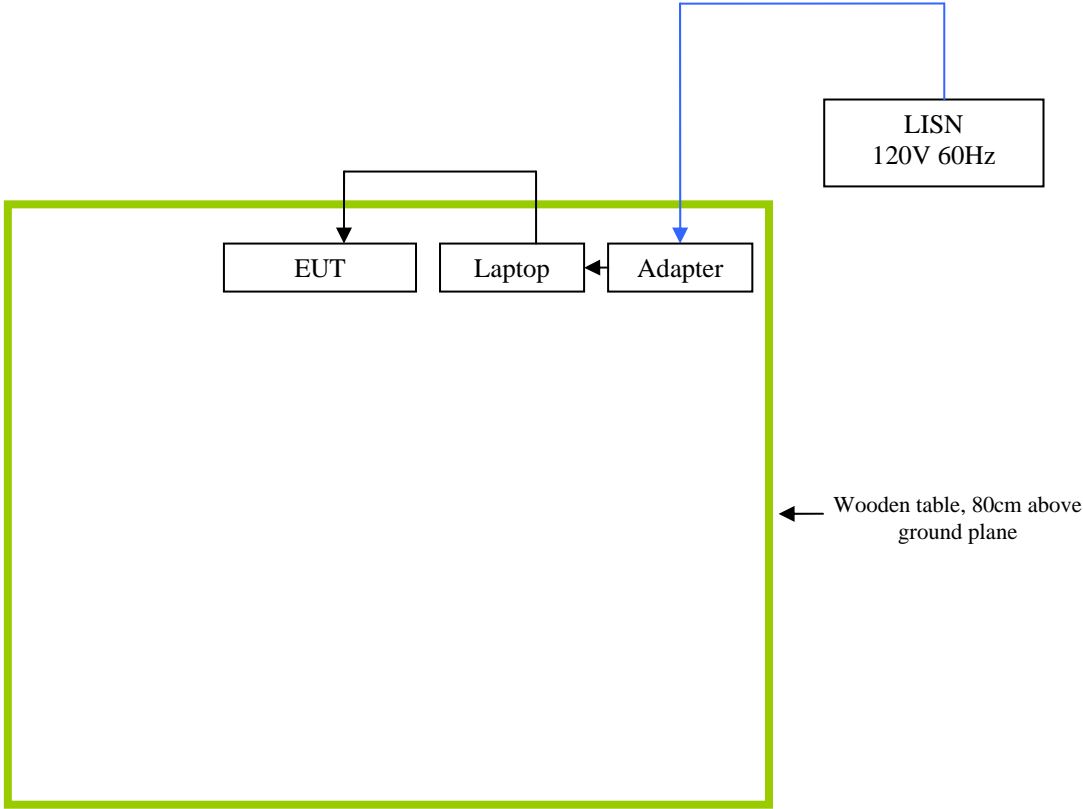 LISN
120V 60Hz
EUT
Laptop
Adapter
Wooden table, 80cm above
ground plane